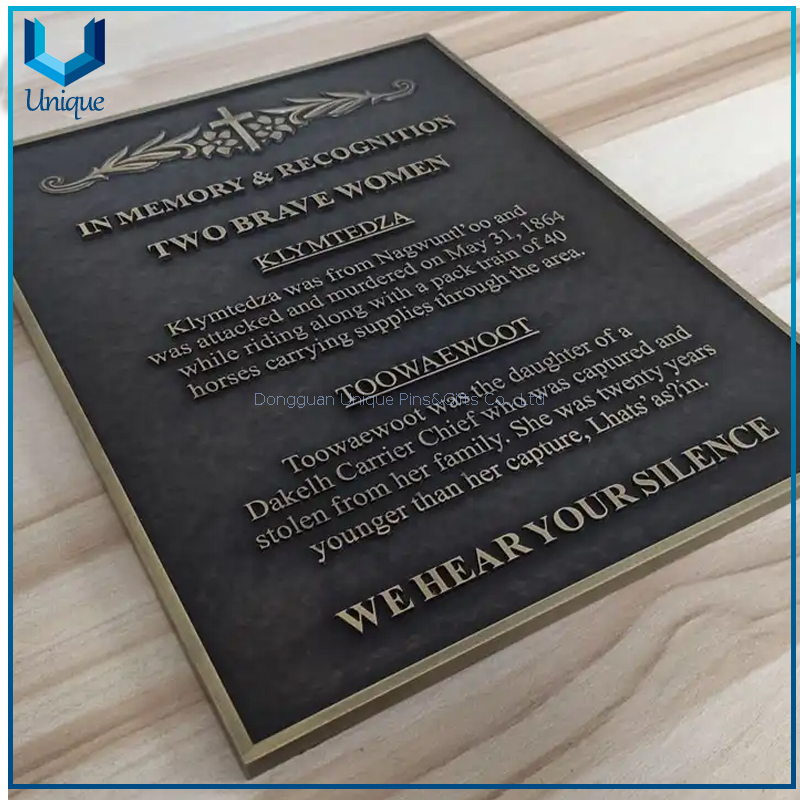 Unique
IN MEMORY & RECOGNITION
TWO BRAVE WOMEN
KLYMTEDZA
Klymtedza was from Nagwuntl'oo and
was attacked and murdered on May 31, 1864
while riding along with a pack train of 40
horses carrying supplies through the area.
TOOWAEWOOT
Dongguan Unique Pins&Gifts Co., Ltd
Toowaewoot was the daughter of a
Dakelh Carrier Chief who was captured and
stolen from her family. She was twenty years
younger than her capture, Lhats'as?in.
WE HEAR YOUR SILENCE